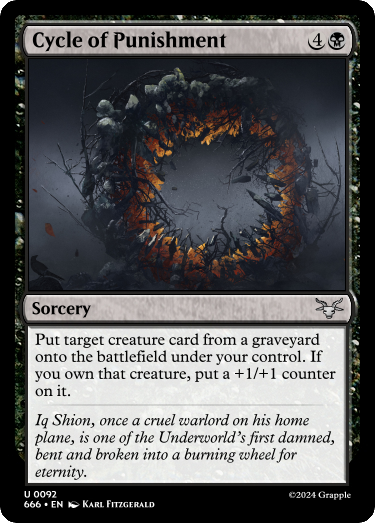 Cycle of Punishment 4
Sorcery
Put target creature card from a graveyard
onto the battlefield under your control. If
you own that creature, put a +1/+1 counter
on it.
Iq Shion, once a cruel warlord on his home
plane, is one of the Underworld's first damned,
bent and broken into a burning wheel for
eternity.
U 0092
666 • EN Karl Fitzgerald
©2024 Grapple